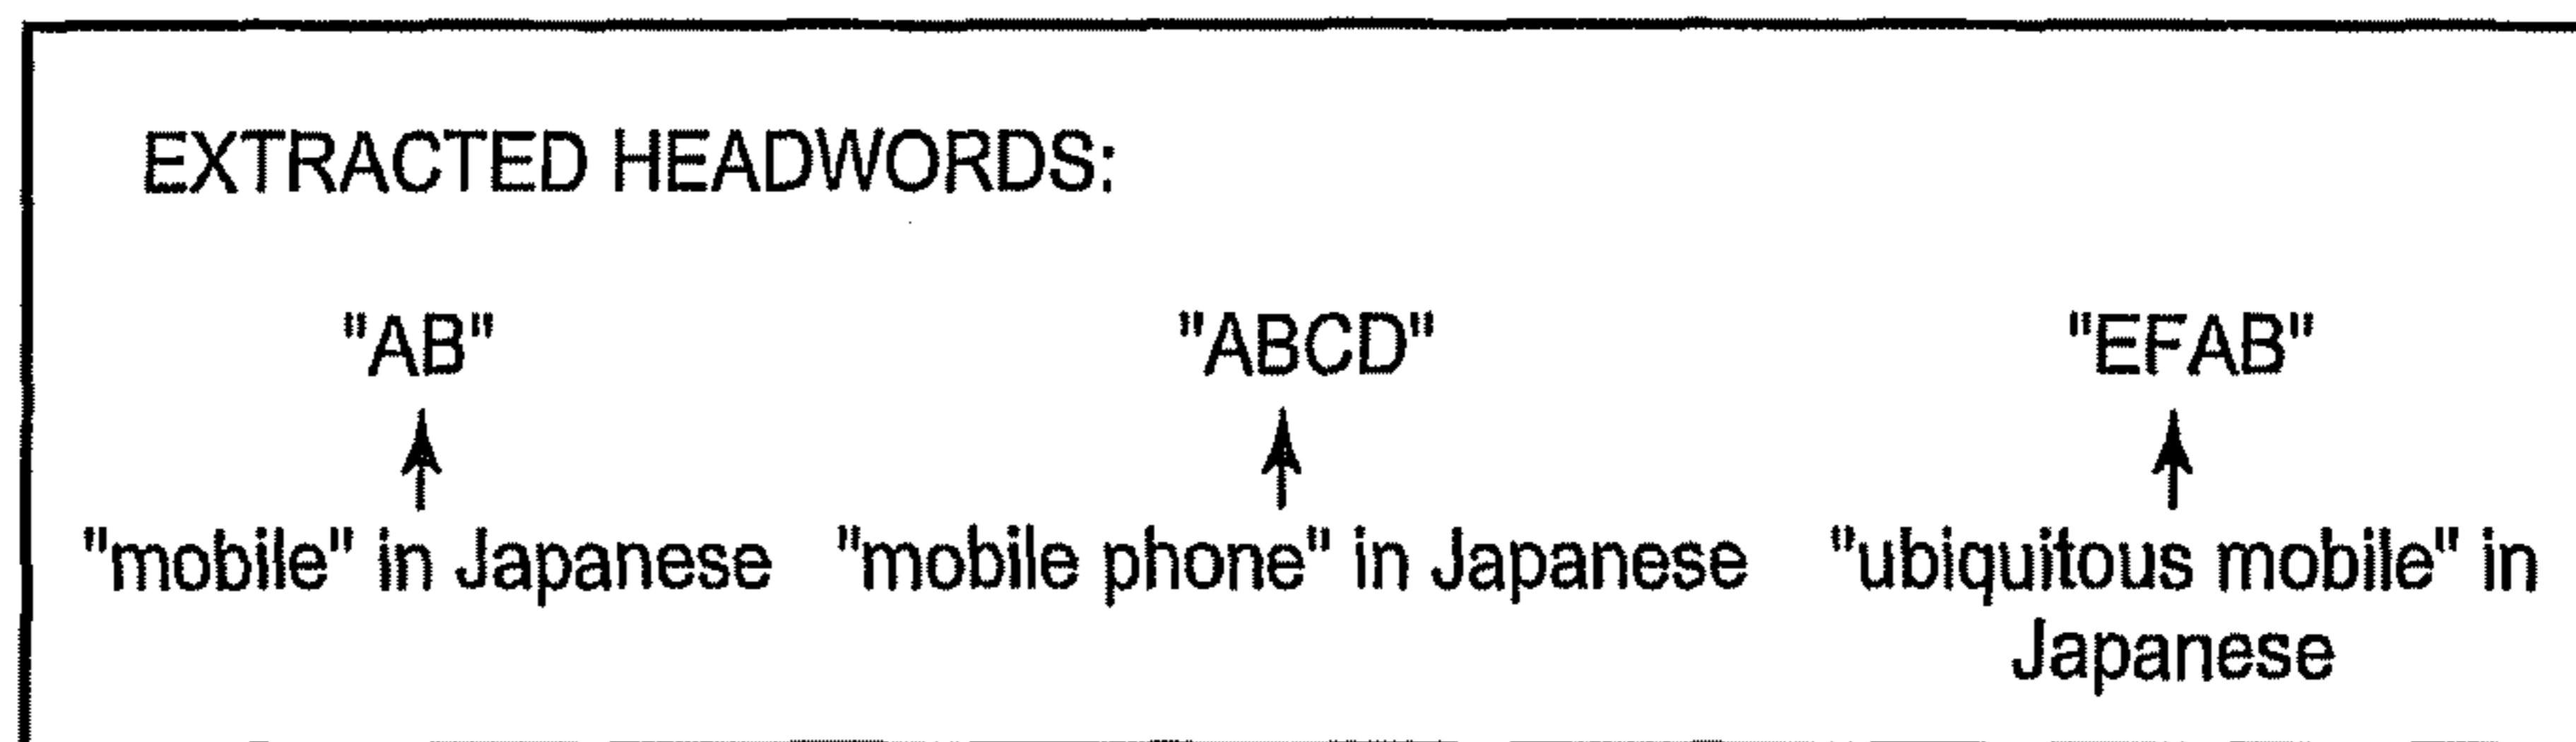 EXTRACTED HEADWORDS:
"AB" "ABCD" "EFAB"
"mobile" in Japanese "mobile phone" in Japanese "ubiquitous mobile" in
Japanese